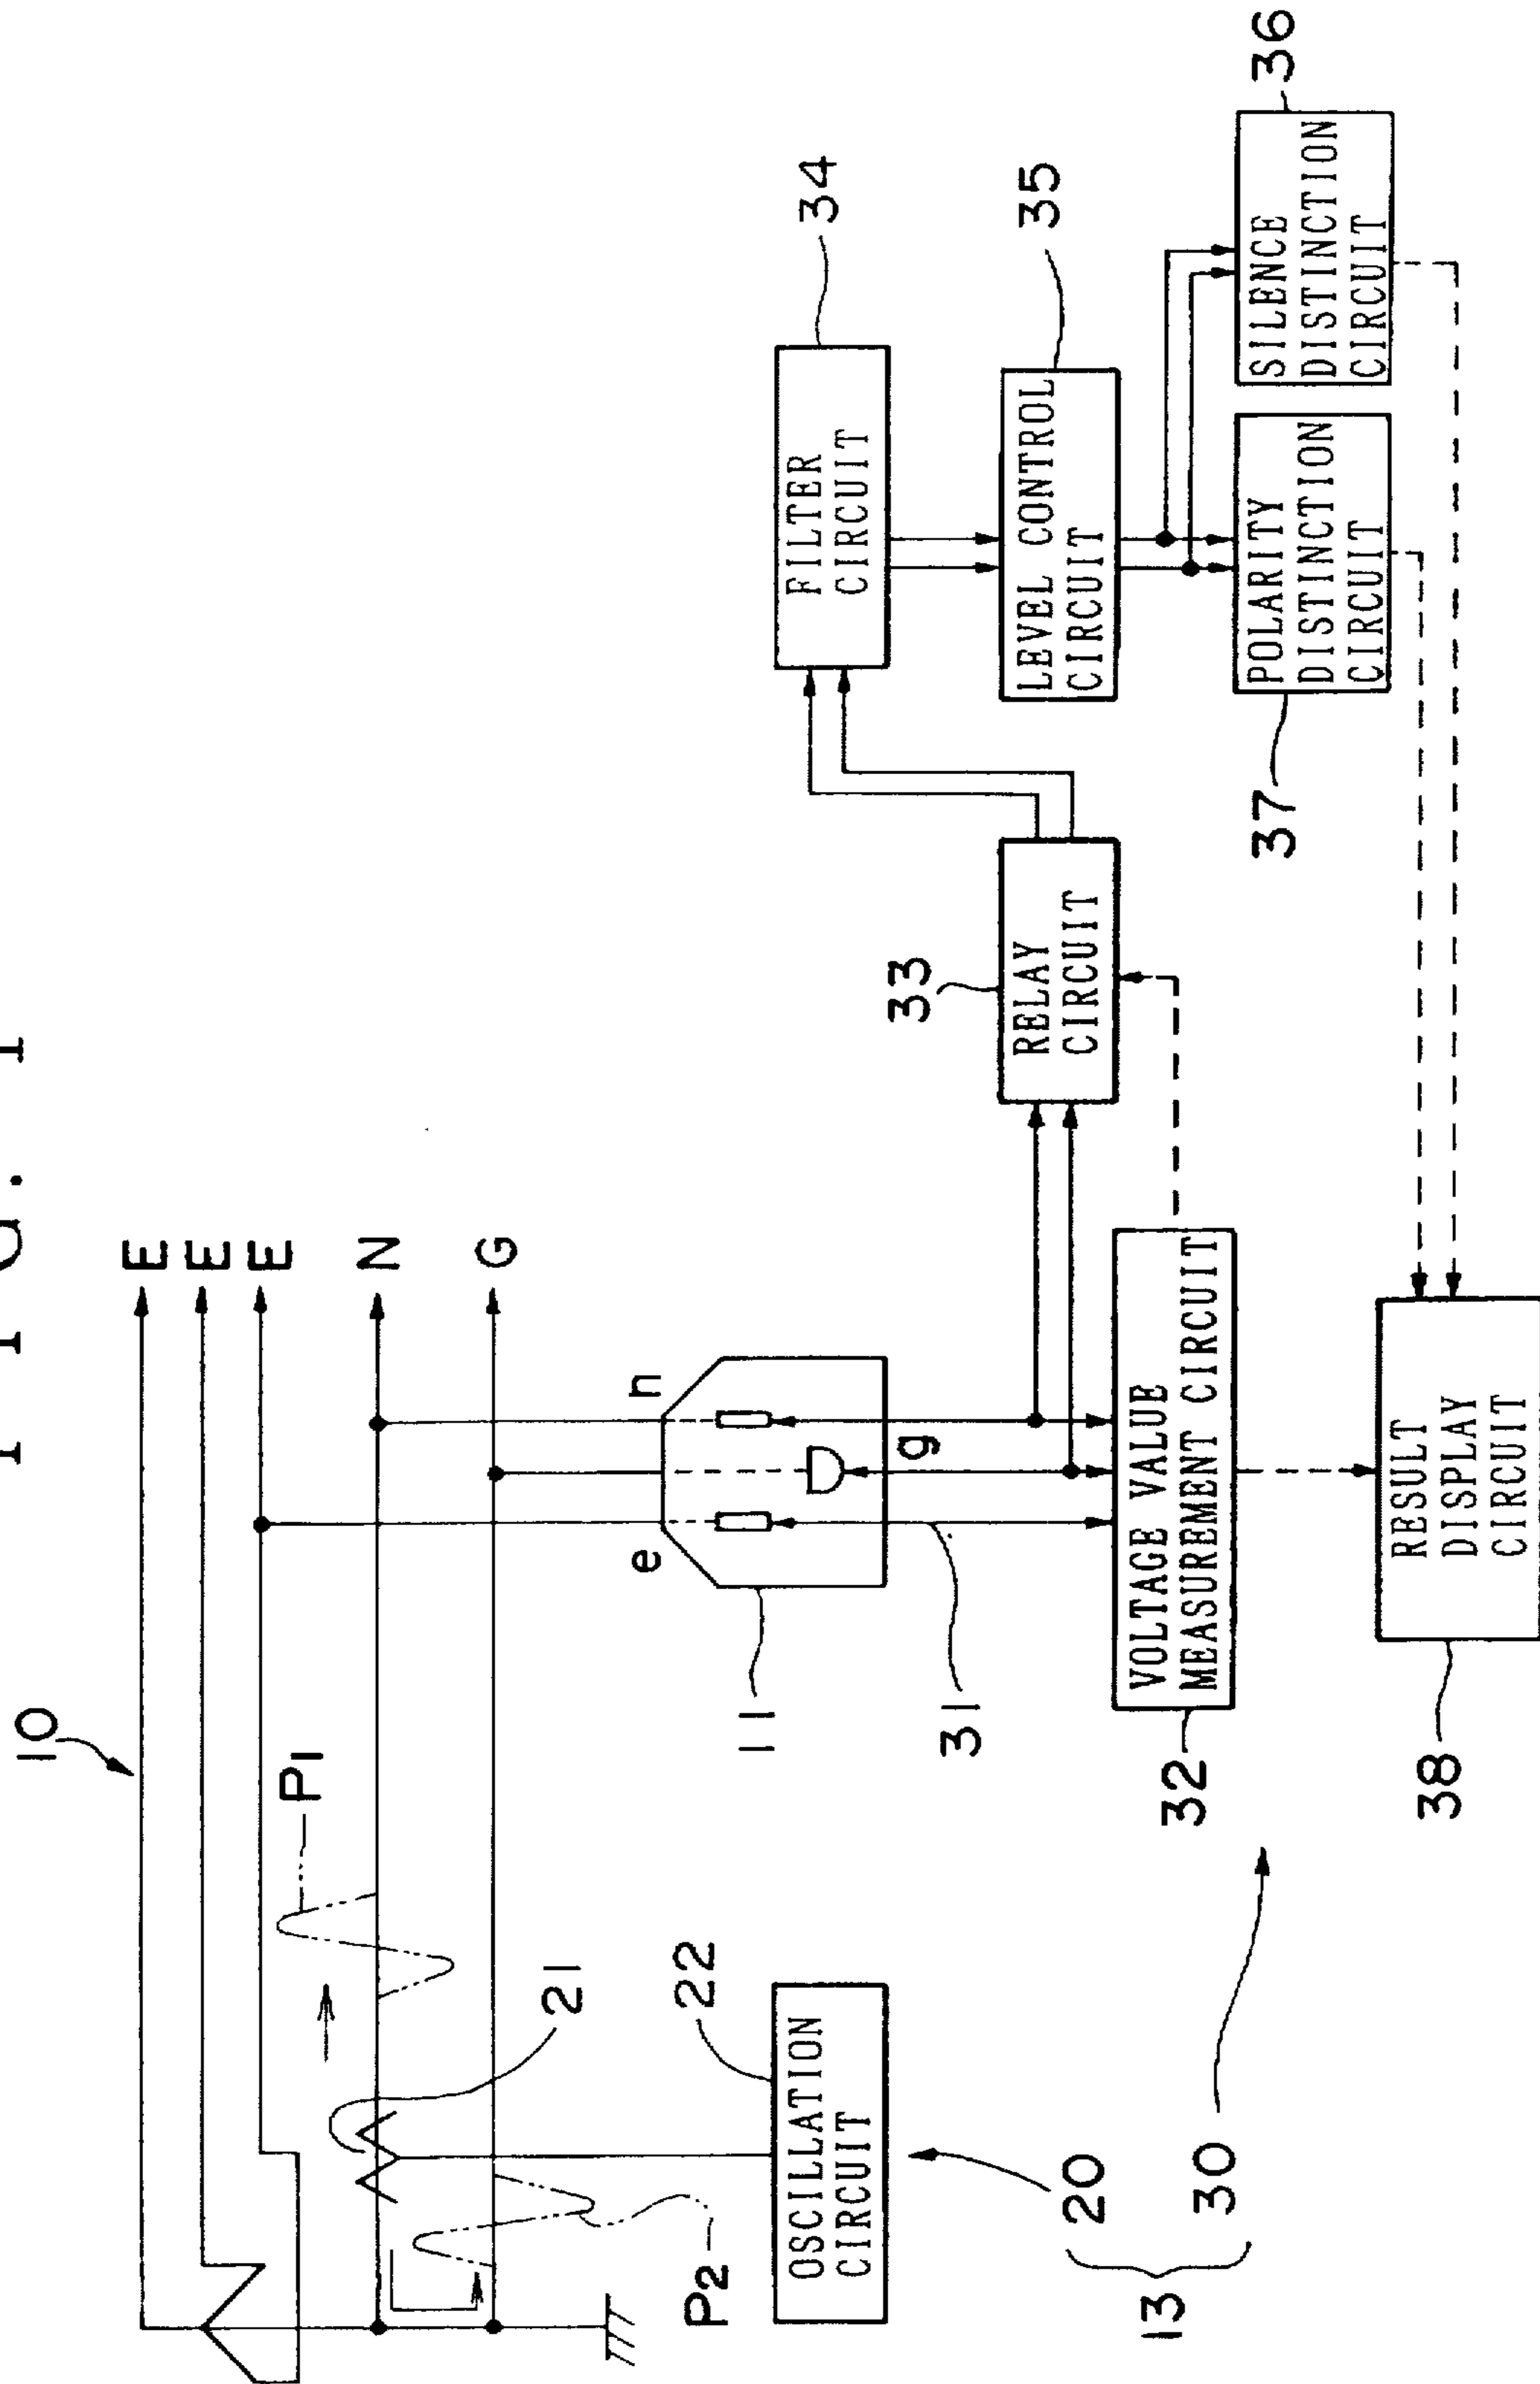 FIG. 1
10
E
E
E
N
G
P1
21
P2
OSCILLATION
CIRCUIT
22
20
30
13
11
e
n
g
31
VOLTAGE VALUE
MEASUREMENT CIRCUIT
32
RELAY
CIRCUIT
33
FILTER
CIRCUIT
34
LEVEL CONTROL
CIRCUIT
35
SILENCE
DISTINCTION
CIRCUIT
36
POLARITY
DISTINCTION
CIRCUIT
37
RESULT
DISPLAY
CIRCUIT
38